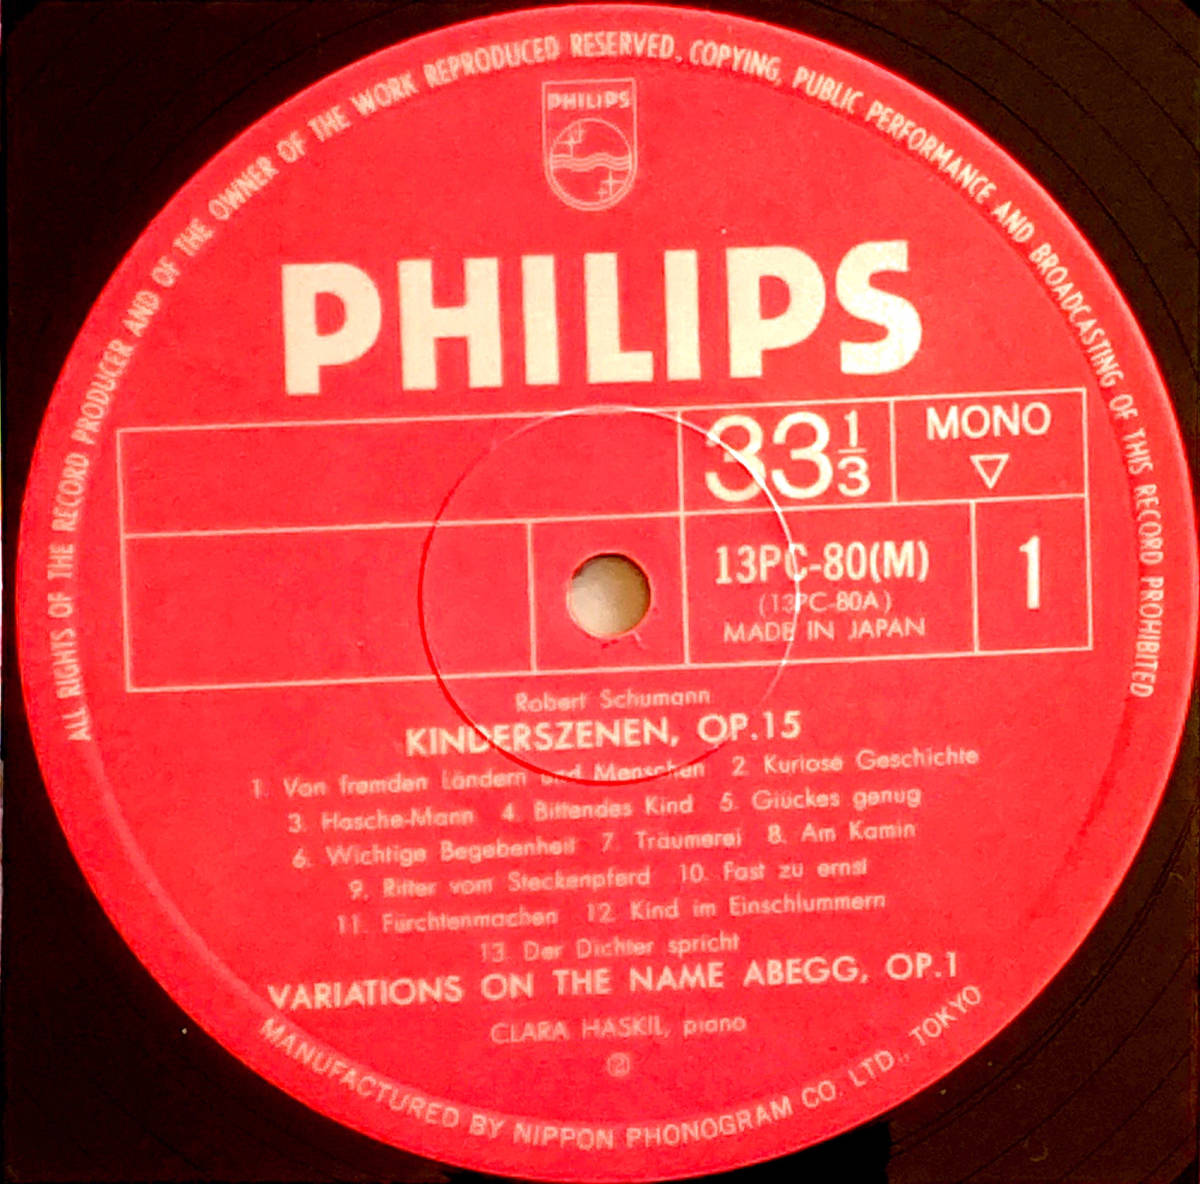 ALL RIGHTS OF THE RECORD PRODUCER AND OF THE OWNER OF THE WORK REPRODUCED RESERVED, COPYING, PUBLIC PERFORMANCE AND BROADCASTING OF THIS RECORD PROHIBITED
PHILIPS
PHILIPS
33 1/3
MONO
▽
13PC-80(M)
(13PC-80A)
MADE IN JAPAN
1
Robert Schumann
KINDERSZENEN, OP.15
1. Von fremden Ländern und Menschen 2. Kuriose Geschichte
3. Hasche-Mann 4. Bittendes Kind 5. Glückes genug
6. Wichtige Begebenheit 7. Träumerei 8. Am Kamin
9. Ritter vom Steckenpferd 10. Fast zu ernst
11. Fürchtenmachen 12. Kind im Einschlummern
13. Der Dichter spricht
VARIATIONS ON THE NAME ABEGG, OP.1
CLARA HASKIL, piano
②
MANUFACTURED BY NIPPON PHONOGRAM CO. LTD., TOKYO